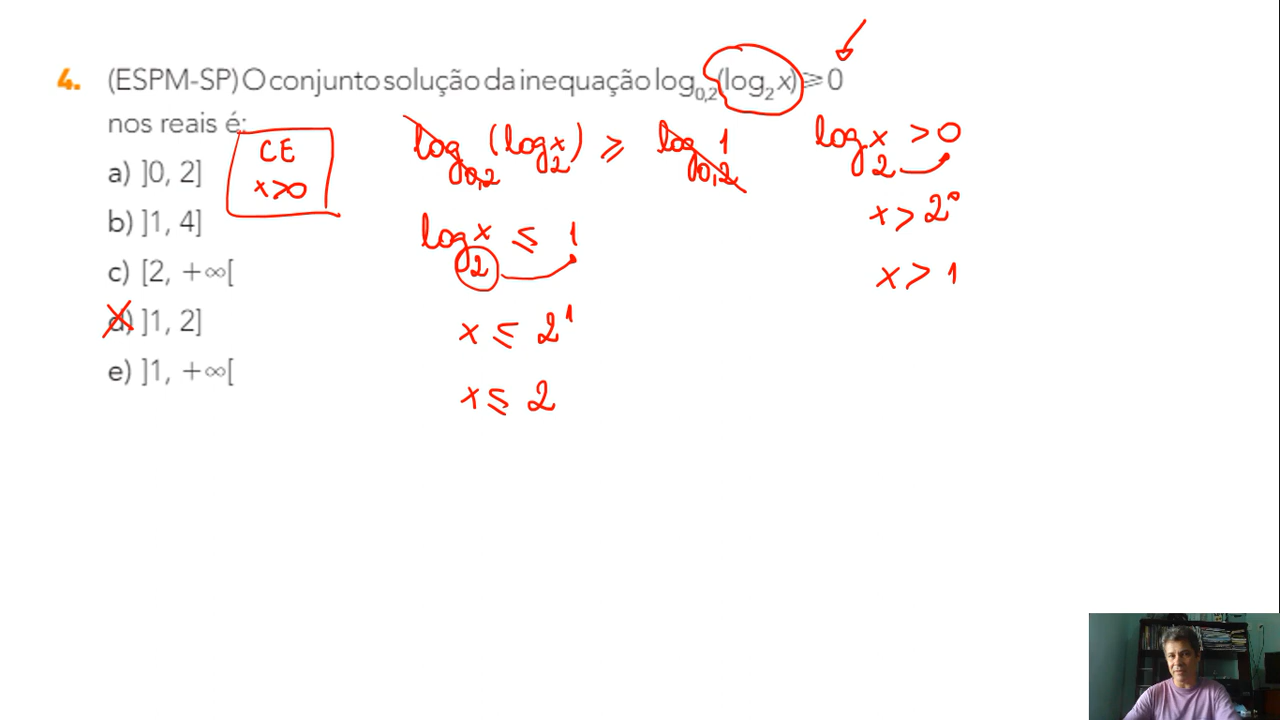 4. (ESPM-SP) O conjunto solução da inequação log₀,₂(log₂x) ⩾ 0
nos reais é:
a) ]0, 2]
b) ]1, 4]
c) [2, +∞[
d) ]1, 2]
e) ]1, +∞[
CE
x>0
log₀,₂ (log₂x) ⩾ log₀,₂ 1
log₂x ⩽ 1
x ⩽ 2¹
x ⩽ 2
log₂x > 0
x > 2⁰
x > 1